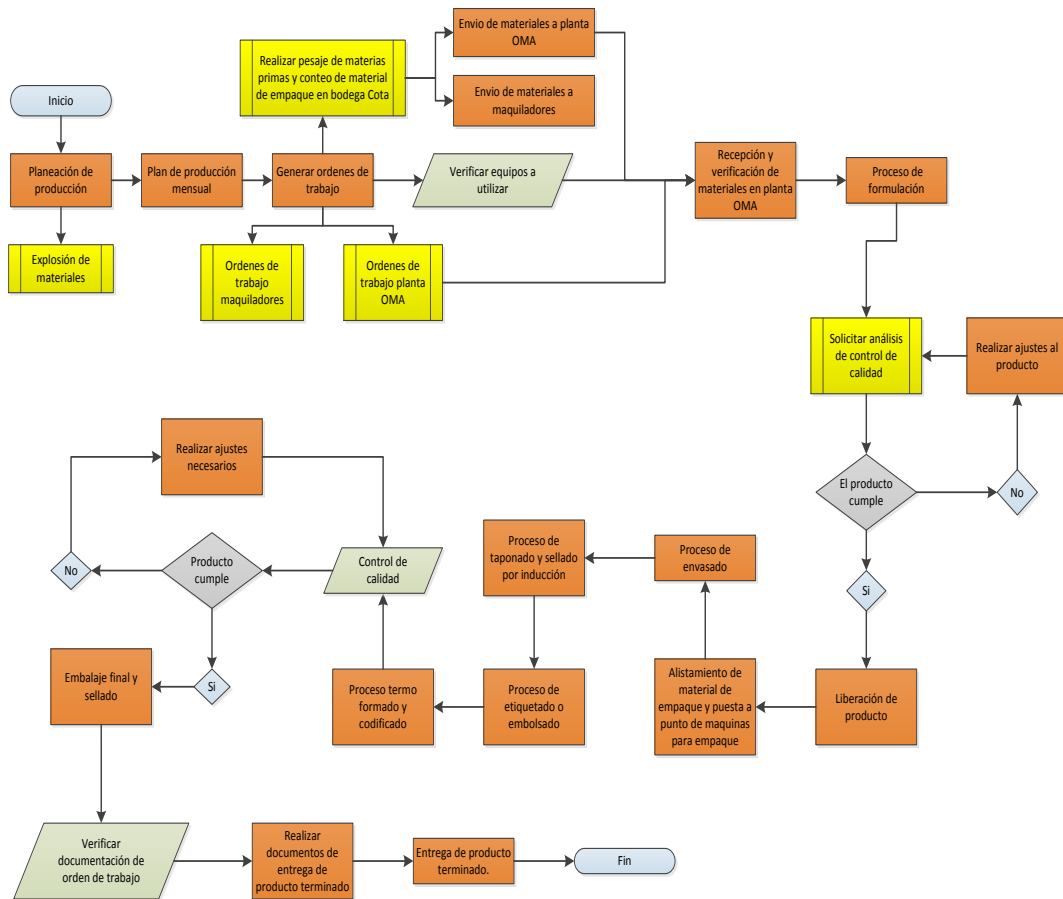 Inicio
Planeación de
producción
Explosión de
materiales
Plan de producción
mensual
Generar ordenes de
trabajo
Realizar pesaje de materias
primas y conteo de material
de empaque en bodega Cota
Envio de materiales a planta
OMA
Envio de materiales a
maquiladores
Verificar equipos a
utilizar
Ordenes de
trabajo
maquiladores
Ordenes de
trabajo planta
OMA
Recepción y
verificación de
materiales en planta
OMA
Proceso de
formulación
Solicitar análisis
de control de
calidad
Realizar ajustes al
producto
El producto
cumple
No
Si
Liberación de
producto
Alistamiento de
material de
empaque y puesta a
punto de maquinas
para empaque
Proceso de
envasado
Proceso de
taponado y sellado
por inducción
Proceso de
etiquetado o
embolsado
Proceso termo
formado y
codificado
Control de
calidad
Producto
cumple
No
Realizar ajustes
necesarios
Si
Embalaje final y
sellado
Verificar
documentación de
orden de trabajo
Realizar
documentos de
entrega de
producto terminado
Entrega de producto
terminado.
Fin